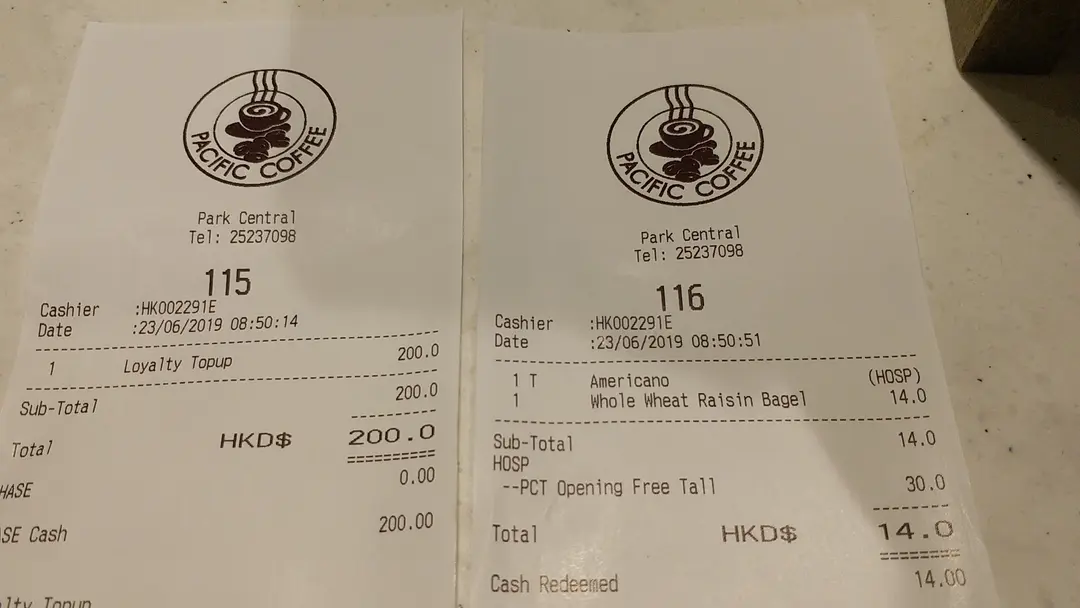 PACIFIC COFFEE
Park Central
Tel: 25237098
115
Cashier :HK002291E
Date :23/06/2019 08:50:14
1 Loyalty Topup 200.0
Sub-Total 200.0
Total HKD$ 200.0
HASE 0.00
ASE Cash 200.00
alty Topup
PACIFIC COFFEE
Park Central
Tel: 25237098
116
Cashier :HK002291E
Date :23/06/2019 08:50:51
1 T Americano (HOSP)
1 Whole Wheat Raisin Bagel 14.0
Sub-Total 14.0
HOSP
--PCT Opening Free Tall 30.0
Total HKD$ 14.0
Cash Redeemed 14.00